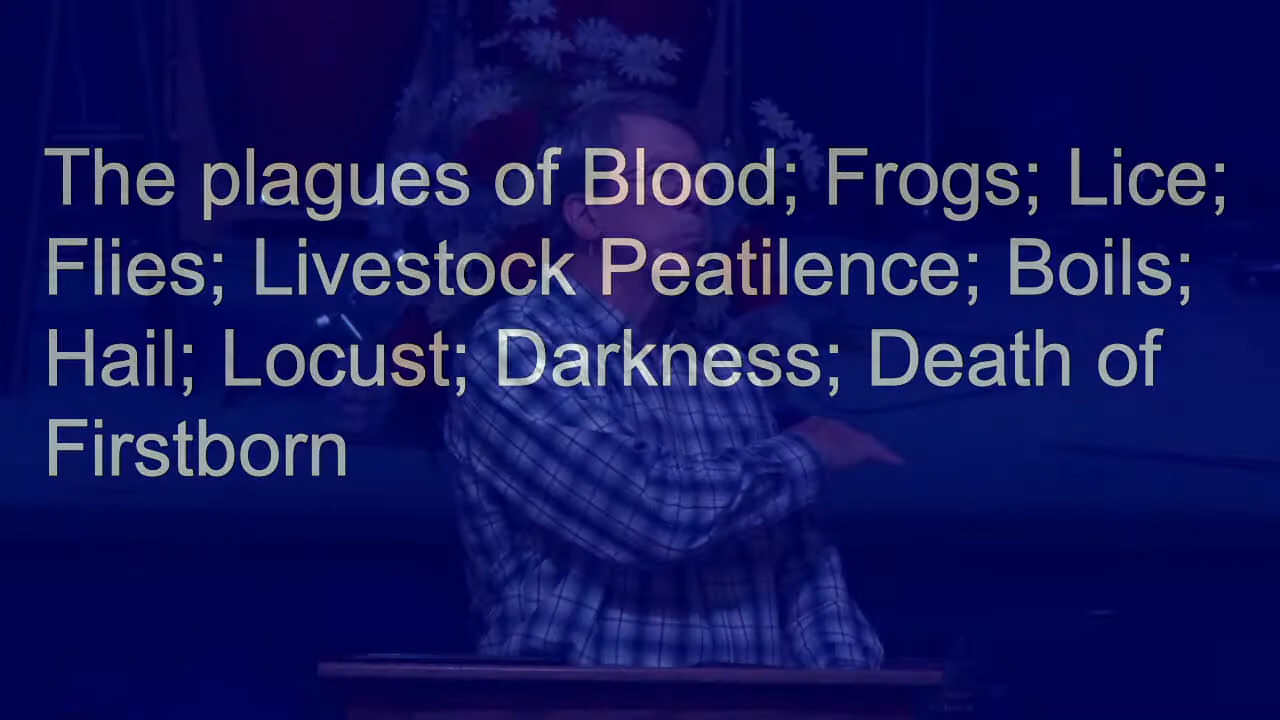 The plagues of Blood; Frogs; Lice;
Flies; Livestock Peatilence; Boils;
Hail; Locust; Darkness; Death of
Firstborn